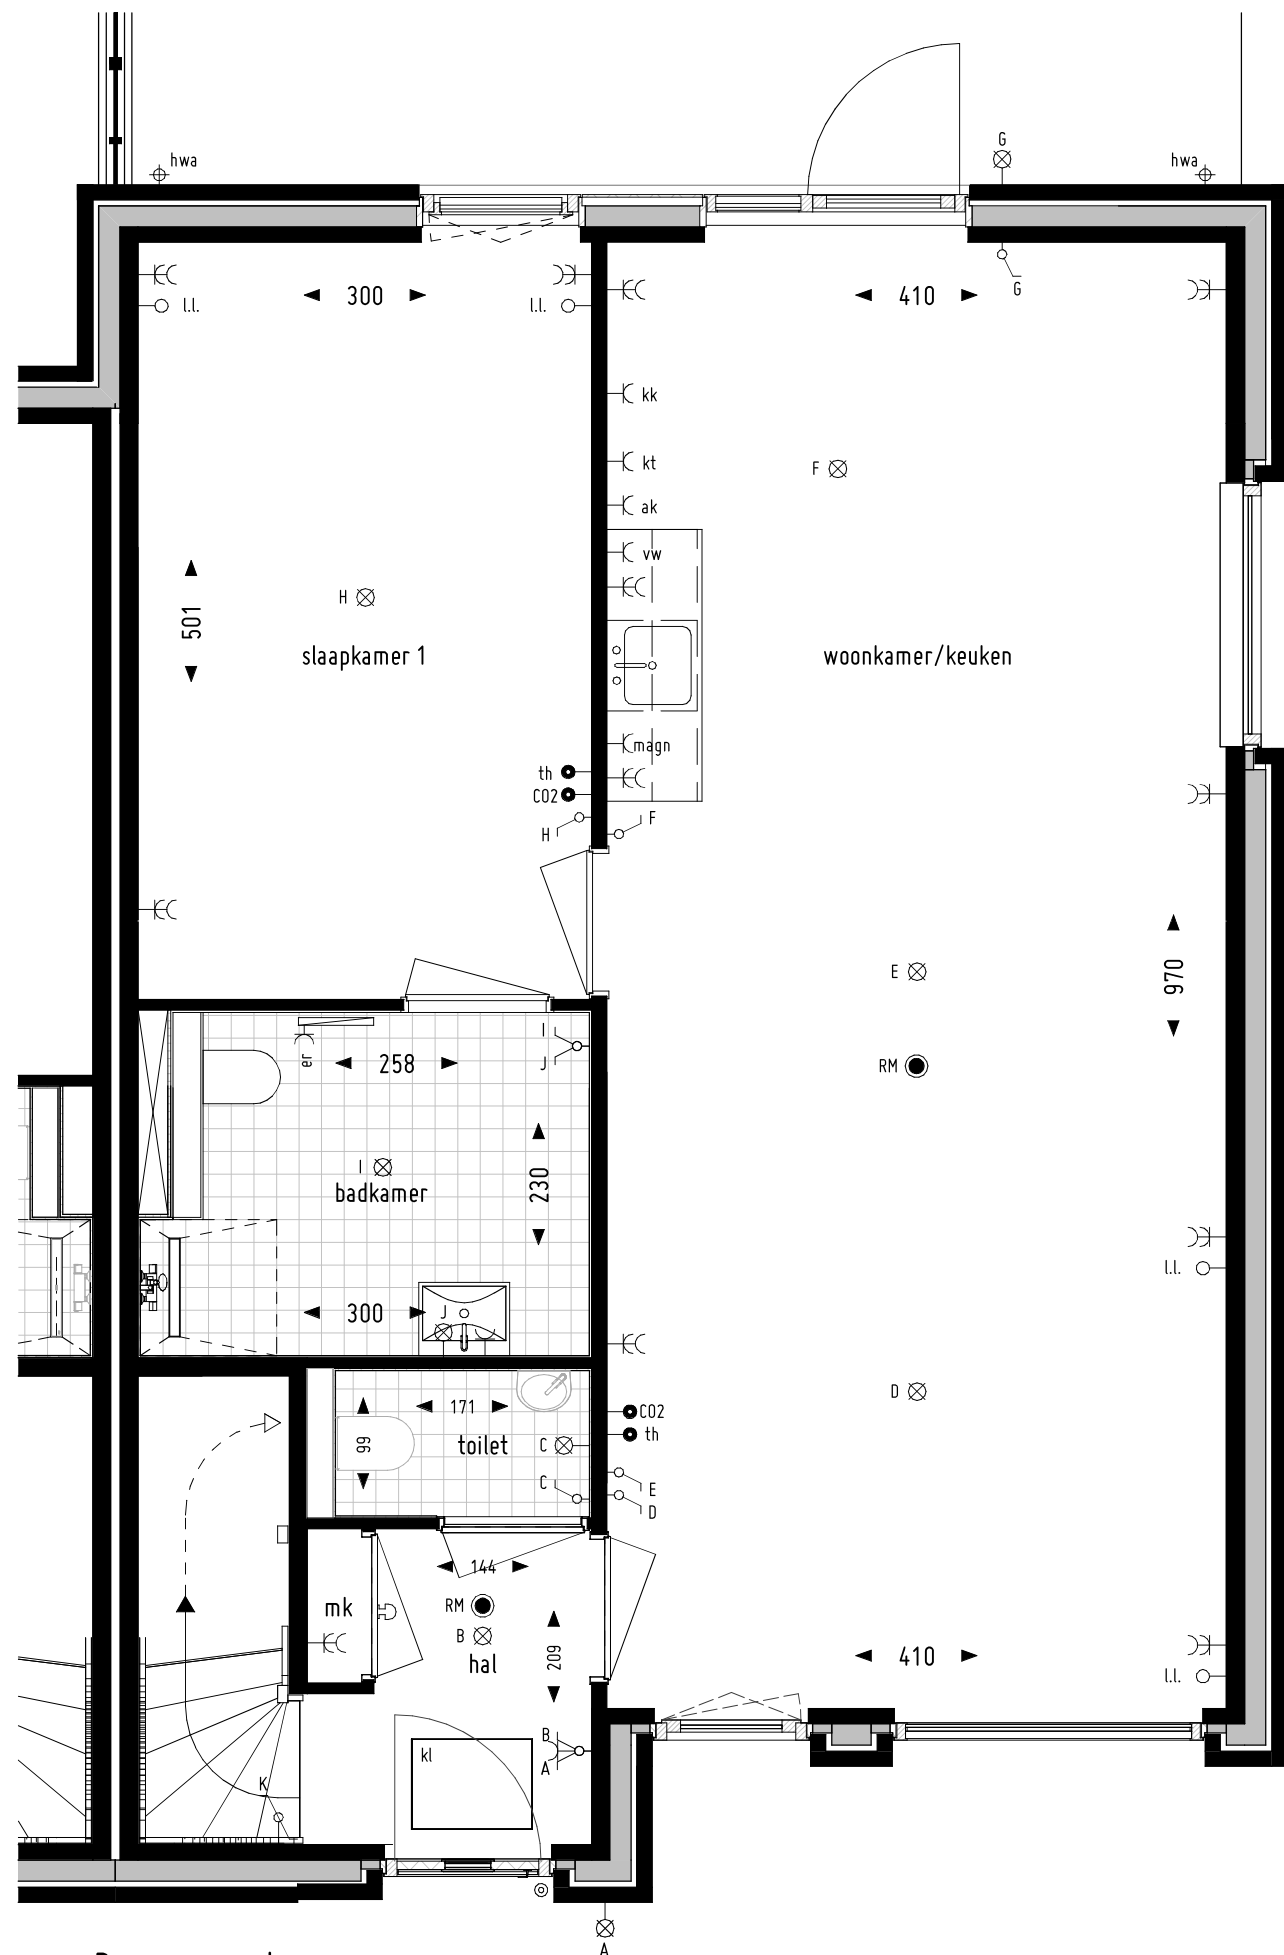 hwa
G
hwa
300
410
G
l.l.
l.l.
kk
kt
F
ak
vw
H
501
slaapkamer 1
woonkamer/keuken
magn
th
CO2
H
F
E
970
RM
I
J
er
258
I
badkamer
230
l.l.
J
300
D
171
CO2
99
toilet
C
th
C
E
D
144
mk
RM
B
hal
209
410
l.l.
B
A
kl
K
A